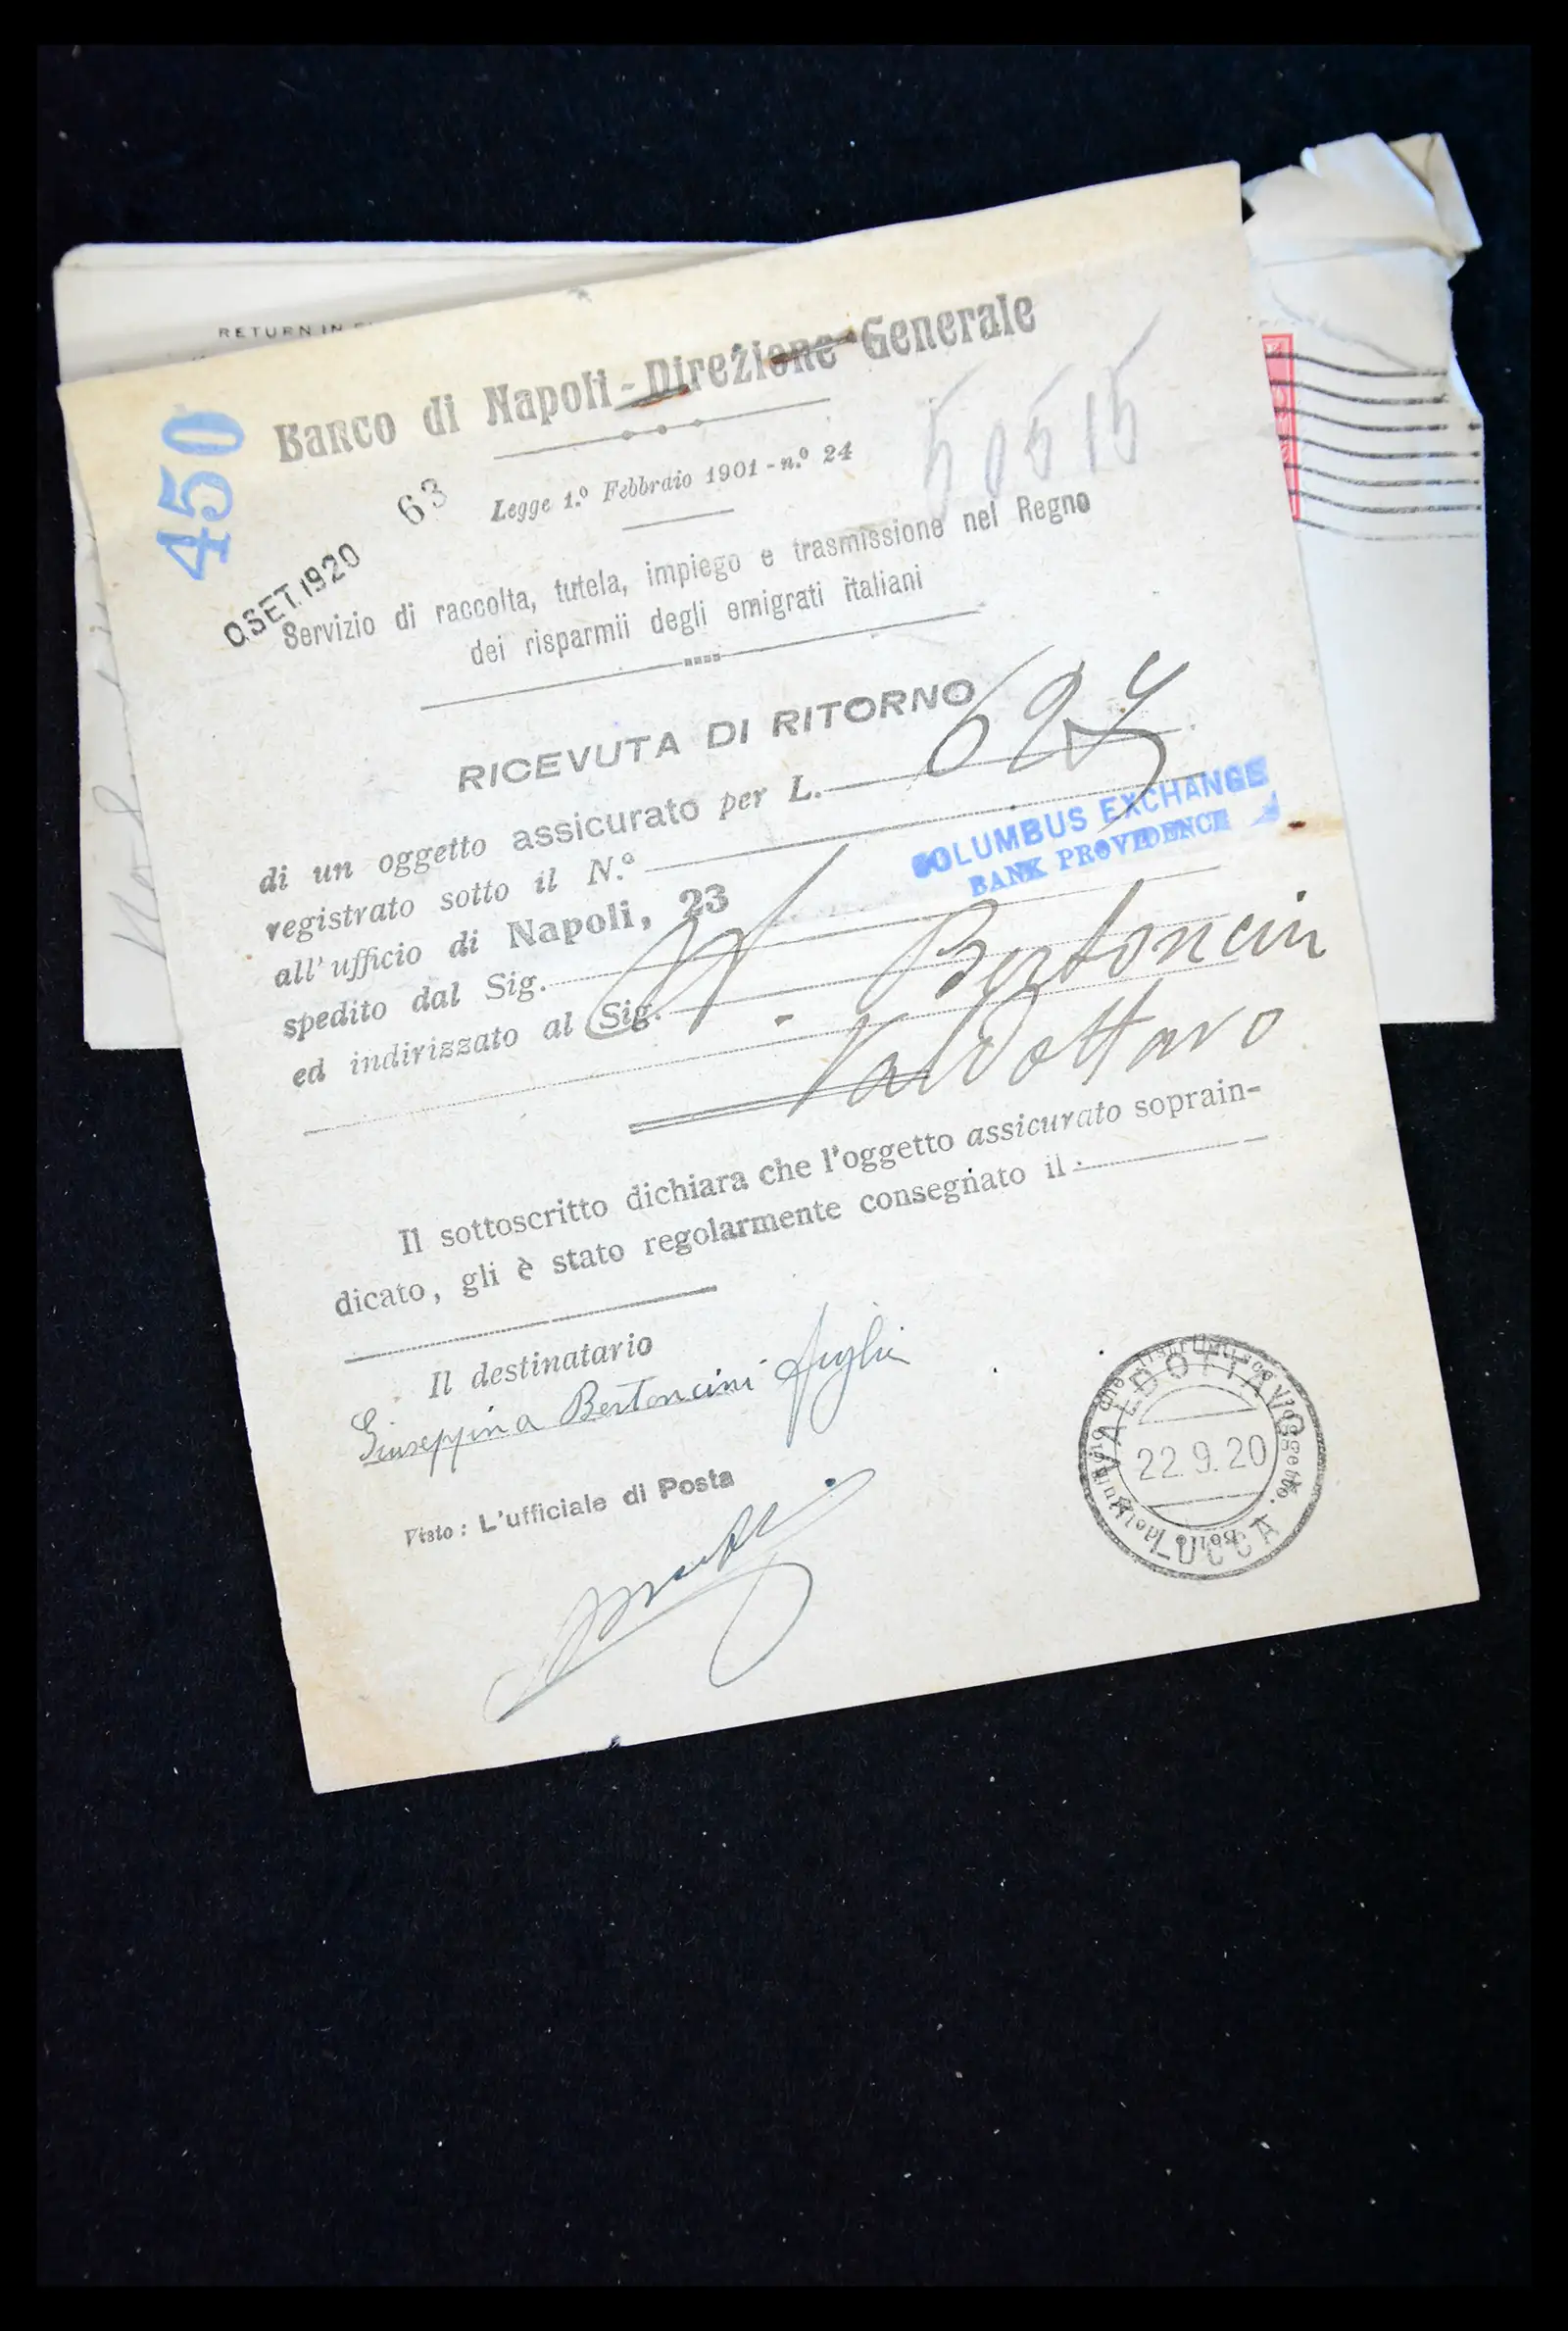 RETURN IN
450
Banco di Napoli - Direzione Generale
63
Legge 1.º Febbraio 1901 - n.º 24
50515
SET. 1920
Servizio di raccolta, tutela, impiego e trasmissione nel Regno
dei risparmii degli emigrati italiani
RICEVUTA DI RITORNO
di un oggetto assicurato per L.
registrato sotto il N.º
COLUMBUS EXCHANGE
BANK PROVIDENCE
all'ufficio di Napoli, 23
spedito dal Sig.
ed indirizzato al Sig. Bertoncin
Valdottavo
Il sottoscritto dichiara che l'oggetto assicurato soprain-
dicato, gli è stato regolarmente consegnato il
Il destinatario
Giuseppina Bertoncini figlia
Visto: L'ufficiale di Posta
VALDOTTAVO
22.9.20
LUCCA